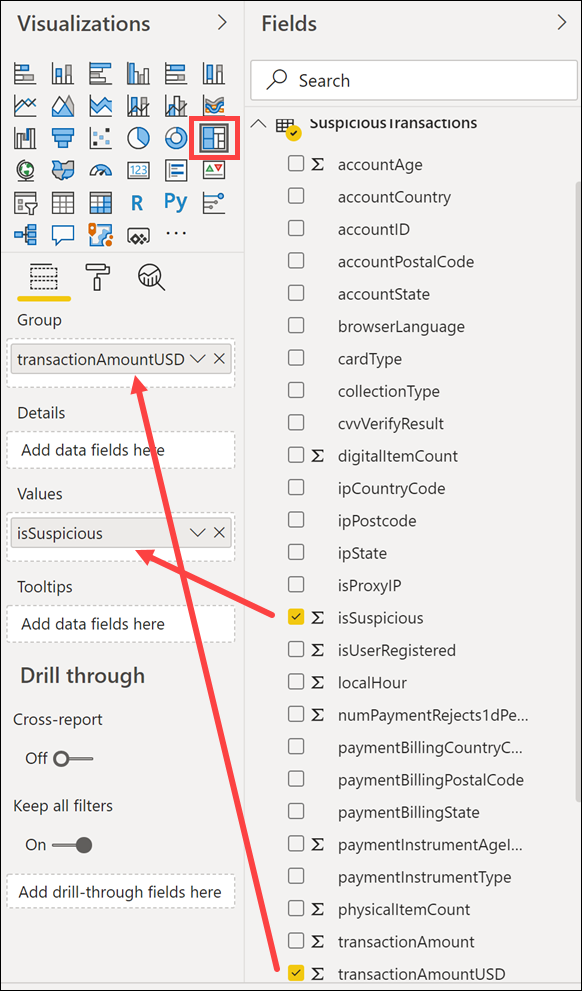 Visualizations
123
R
Py
Group
transactionAmountUSD
Details
Add data fields here
Values
isSuspicious
Tooltips
Add data fields here
Drill through
Cross-report
Off
Keep all filters
On
Add drill-through fields here
Fields
Search
SuspiciousTransactions
Σ accountAge
accountCountry
accountID
accountPostalCode
accountState
browserLanguage
cardType
collectionType
cvvVerifyResult
Σ digitalItemCount
ipCountryCode
ipPostcode
ipState
isProxyIP
Σ isSuspicious
Σ isUserRegistered
Σ localHour
Σ numPaymentRejects1dPe...
paymentBillingCountryC...
paymentBillingPostalCode
paymentBillingState
Σ paymentInstrumentAgeI...
paymentInstrumentType
Σ physicalItemCount
Σ transactionAmount
Σ transactionAmountUSD